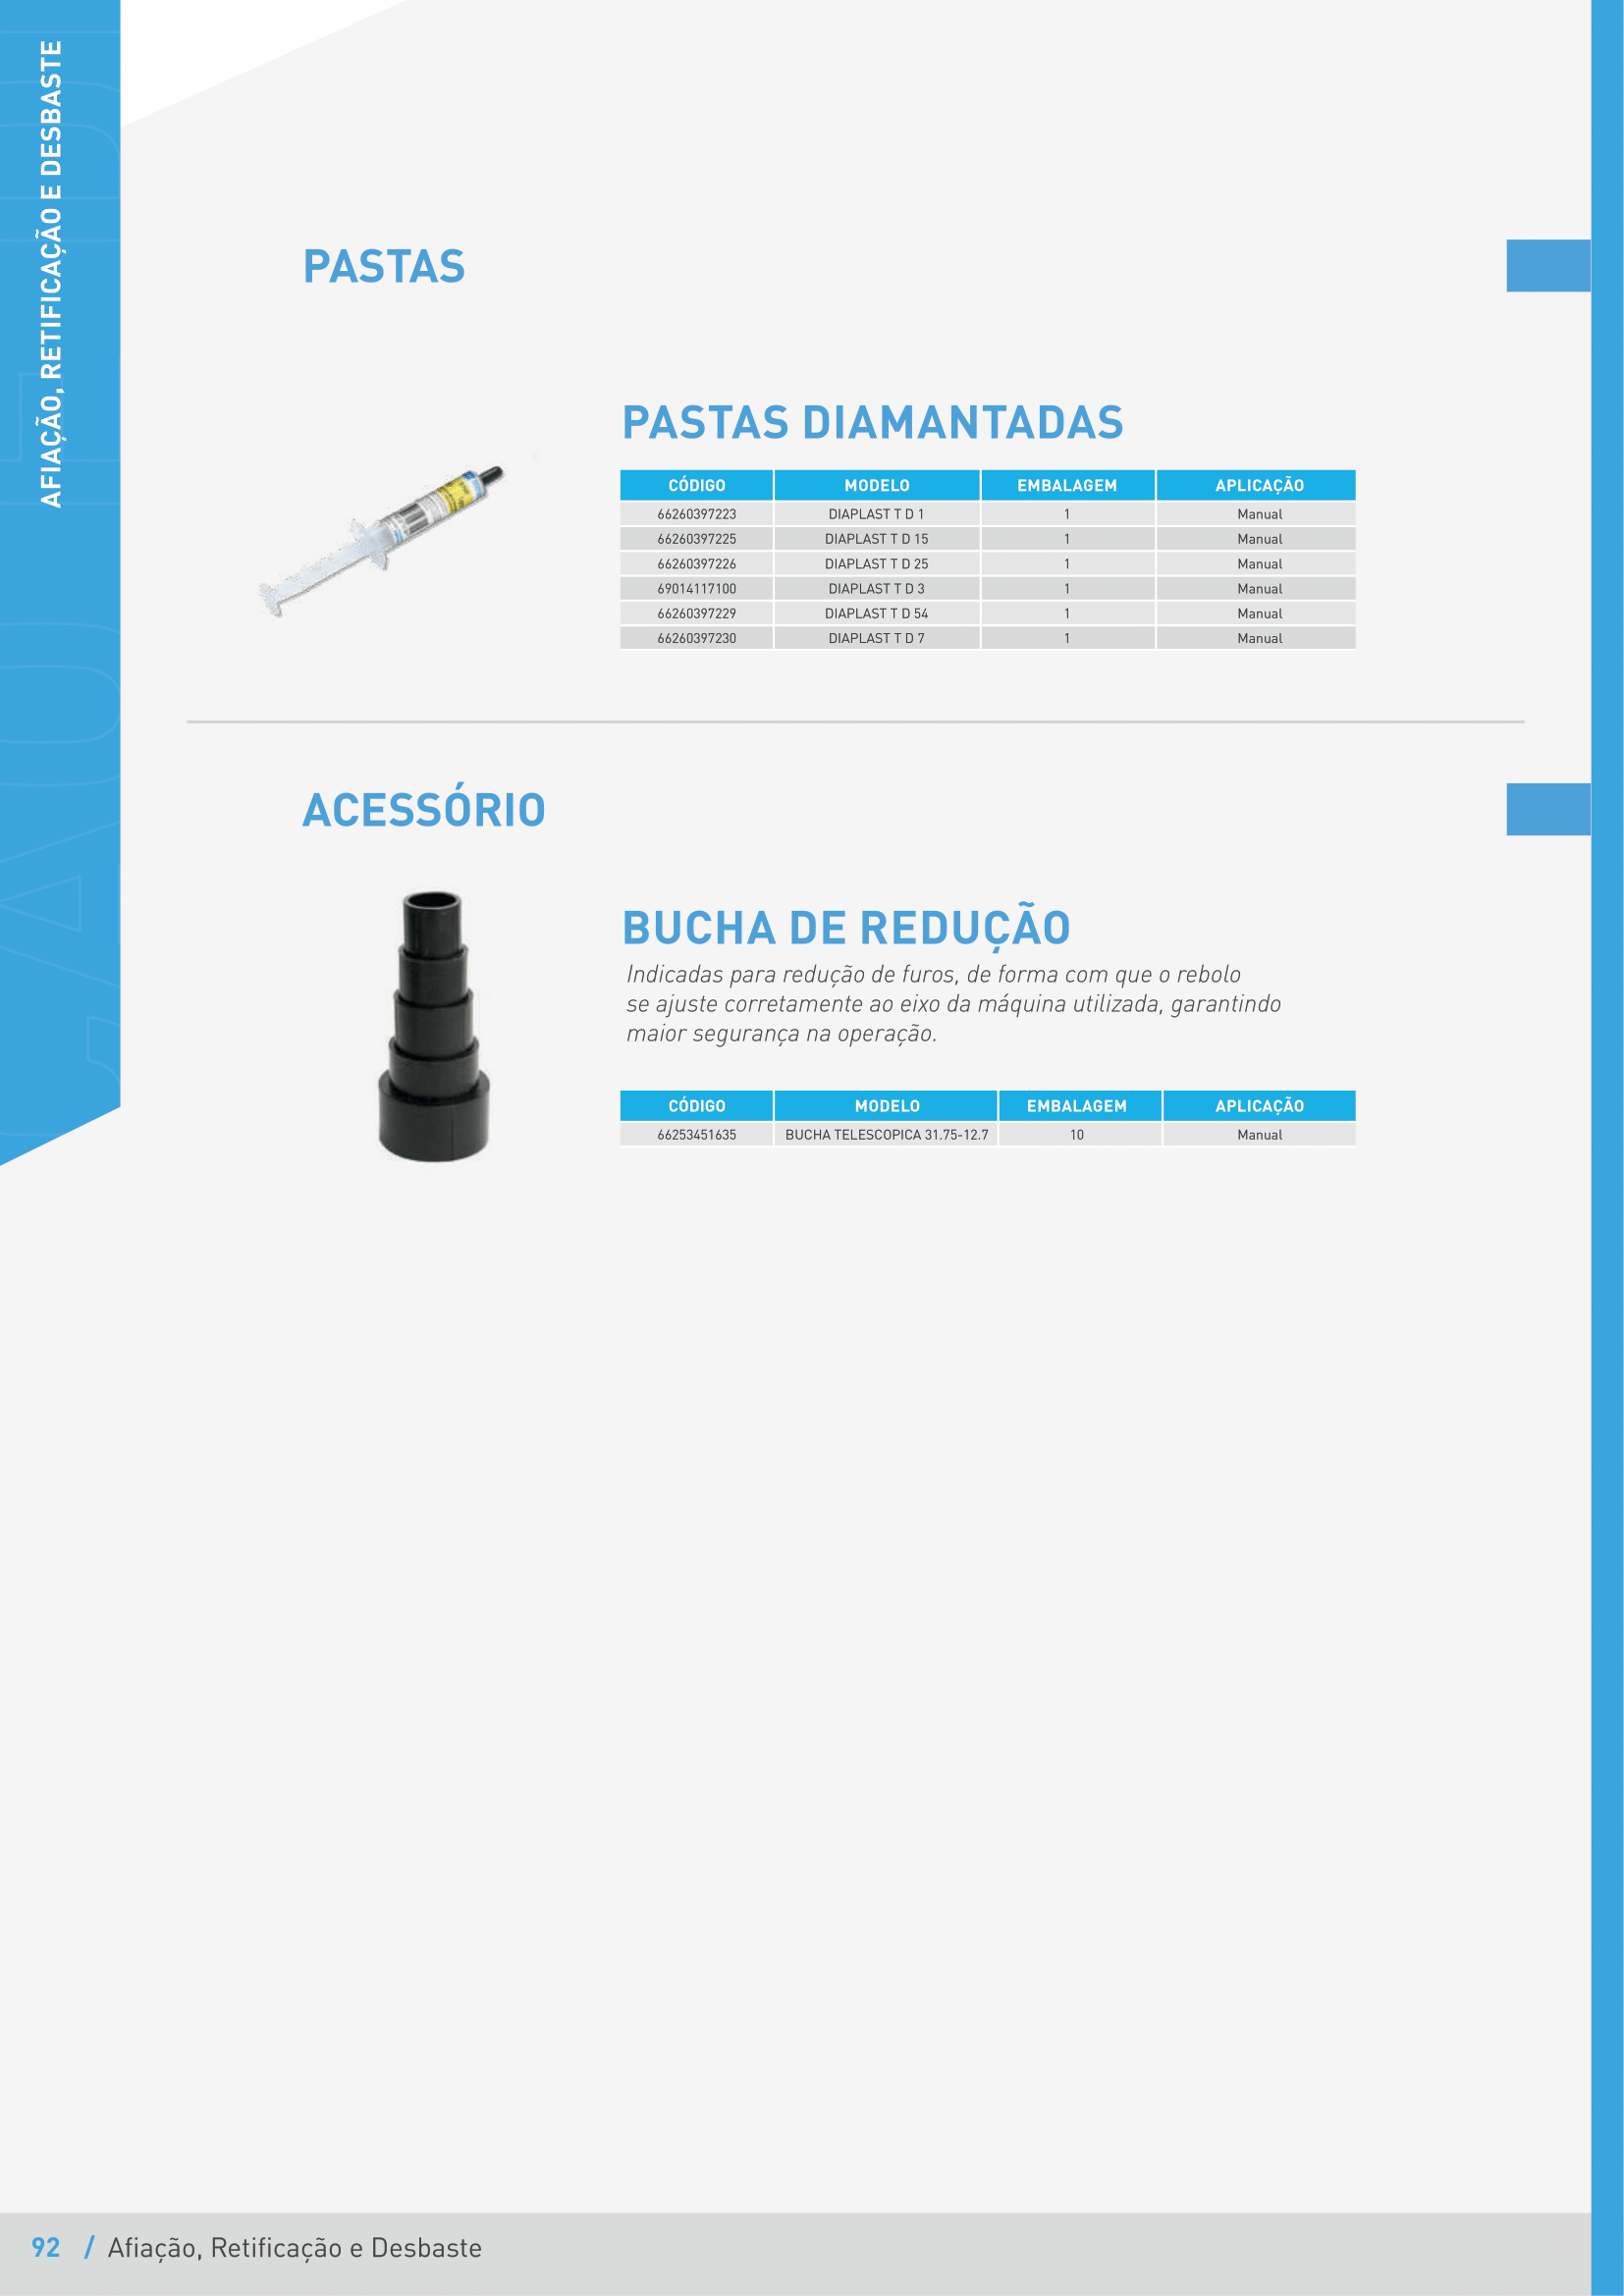 AFIAÇÃO, RETIFICAÇÃO E DESBASTE
PASTAS
PASTAS DIAMANTADAS
CÓDIGO MODELO EMBALAGEM APLICAÇÃO
66260397223 DIAPLAST T D 1 1 Manual
66260397225 DIAPLAST T D 15 1 Manual
66260397226 DIAPLAST T D 25 1 Manual
69014117100 DIAPLAST T D 3 1 Manual
66260397229 DIAPLAST T D 54 1 Manual
66260397230 DIAPLAST T D 7 1 Manual
ACESSÓRIO
BUCHA DE REDUÇÃO
Indicadas para redução de furos, de forma com que o rebolo
se ajuste corretamente ao eixo da máquina utilizada, garantindo
maior segurança na operação.
CÓDIGO MODELO EMBALAGEM APLICAÇÃO
66253451635 BUCHA TELESCOPICA 31.75-12.7 10 Manual
92 / Afiação, Retificação e Desbaste